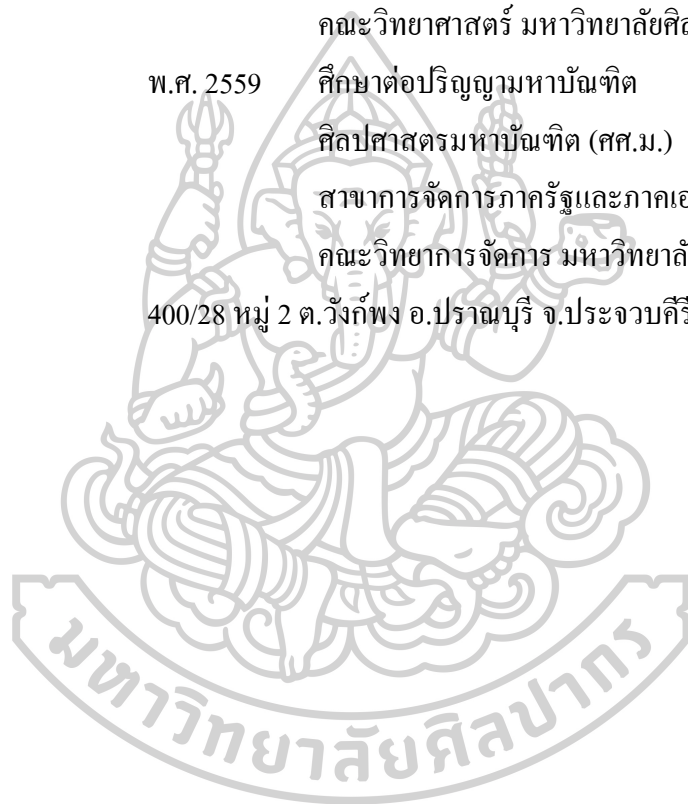 คณะวิทยาศาสตร์ มหาวิทยาลัยศิล
พ.ศ. 2559 ศึกษาต่อปริญญามหาบัณฑิต
ศิลปศาสตรมหาบัณฑิต (ศศ.ม.)
สาขาการจัดการภาครัฐและภาคเอ
คณะวิทยาการจัดการ มหาวิทยาลั
400/28 หมู่ 2 ต.วังก์พง อ.ปราณบุรี จ.ประจวบคีรี
มหาวิทยาลัยศิลปากร